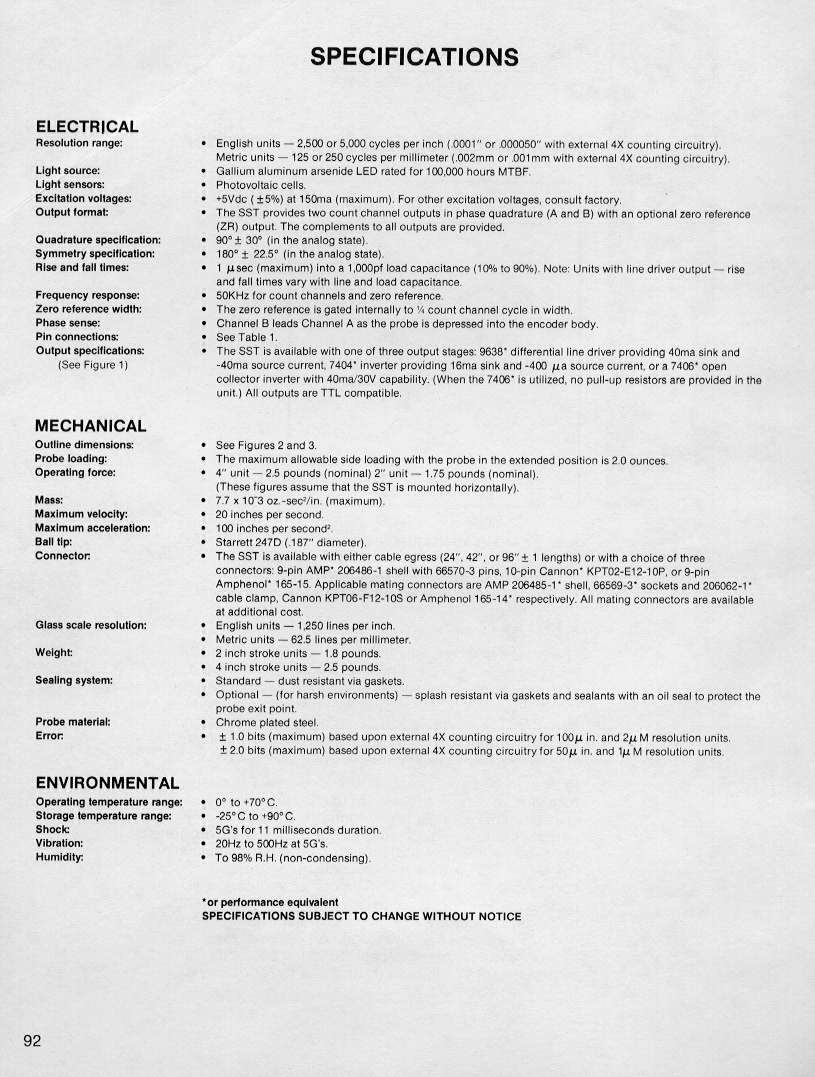 SPECIFICATIONS
ELECTRICAL
Resolution range: • English units — 2,500 or 5,000 cycles per inch (.0001" or .000050" with external 4X counting circuitry).
Metric units — 125 or 250 cycles per millimeter (.002mm or .001mm with external 4X counting circuitry).
Light source: • Gallium aluminum arsenide LED rated for 100,000 hours MTBF.
Light sensors: • Photovoltaic cells.
Excitation voltages: • +5Vdc (±5%) at 150ma (maximum). For other excitation voltages, consult factory.
Output format: • The SST provides two count channel outputs in phase quadrature (A and B) with an optional zero reference
(ZR) output. The complements to all outputs are provided.
Quadrature specification: • 90° ± 30° (in the analog state).
Symmetry specification: • 180° ± 22.5° (in the analog state).
Rise and fall times: • 1 µsec (maximum) into a 1,000pf load capacitance (10% to 90%). Note: Units with line driver output — rise
and fall times vary with line and load capacitance.
Frequency response: • 50KHz for count channels and zero reference.
Zero reference width: • The zero reference is gated internally to ¼ count channel cycle in width.
Phase sense: • Channel B leads Channel A as the probe is depressed into the encoder body.
Pin connections: • See Table 1.
Output specifications: • The SST is available with one of three output stages: 9638* differential line driver providing 40ma sink and
(See Figure 1) -40ma source current, 7404* inverter providing 16ma sink and -400 µa source current, or a 7406* open
collector inverter with 40ma/30V capability. (When the 7406* is utilized, no pull-up resistors are provided in the
unit.) All outputs are TTL compatible.
MECHANICAL
Outline dimensions: • See Figures 2 and 3.
Probe loading: • The maximum allowable side loading with the probe in the extended position is 2.0 ounces.
Operating force: • 4" unit — 2.5 pounds (nominal) 2" unit — 1.75 pounds (nominal).
(These figures assume that the SST is mounted horizontally).
Mass: • 7.7 x 10⁻3 oz.-sec²/in. (maximum).
Maximum velocity: • 20 inches per second.
Maximum acceleration: • 100 inches per second².
Ball tip: • Starrett 247D (.187" diameter).
Connector: • The SST is available with either cable egress (24", 42", or 96" ± 1 lengths) or with a choice of three
connectors: 9-pin AMP* 206486-1 shell with 66570-3 pins, 10-pin Cannon* KPT02-E12-10P, or 9-pin
Amphenol* 165-15. Applicable mating connectors are AMP 206485-1* shell, 66569-3* sockets and 206062-1*
cable clamp, Cannon KPT06-F12-10S or Amphenol 165-14* respectively. All mating connectors are available
at additional cost.
Glass scale resolution: • English units — 1,250 lines per inch.
• Metric units — 62.5 lines per millimeter.
Weight: • 2 inch stroke units — 1.8 pounds.
• 4 inch stroke units — 2.5 pounds.
Sealing system: • Standard — dust resistant via gaskets.
• Optional — (for harsh environments) — splash resistant via gaskets and sealants with an oil seal to protect the
probe exit point.
Probe material: • Chrome plated steel.
Error: • ± 1.0 bits (maximum) based upon external 4X counting circuitry for 100µ in. and 2µM resolution units.
± 2.0 bits (maximum) based upon external 4X counting circuitry for 50µ in. and 1µM resolution units.
ENVIRONMENTAL
Operating temperature range: • 0° to +70°C.
Storage temperature range: • -25°C to +90°C.
Shock: • 5G's for 11 milliseconds duration.
Vibration: • 20Hz to 500Hz at 5G's.
Humidity: • To 98% R.H. (non-condensing).
*or performance equivalent
SPECIFICATIONS SUBJECT TO CHANGE WITHOUT NOTICE
92